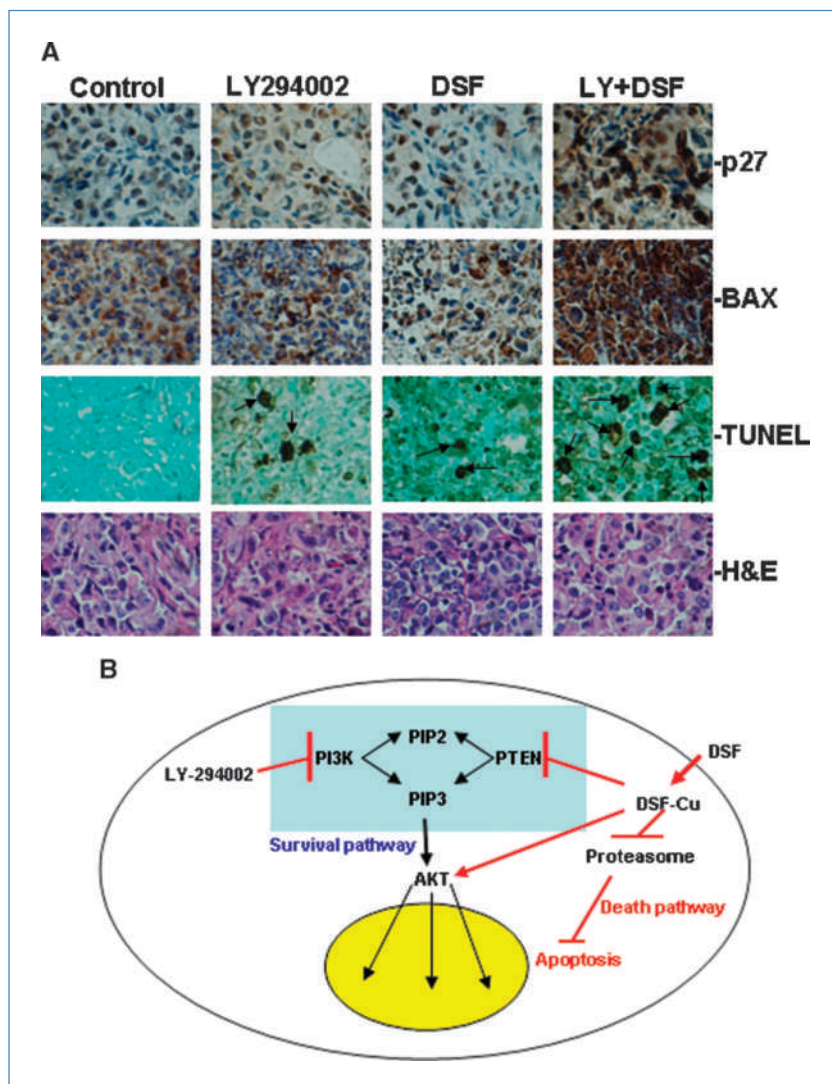 A
Control LY294002 DSF LY+DSF
-p27
-BAX
-TUNEL
-H&E
B
PIP2
DSF
LY-294002 PI3K PTEN
PIP3 DSF-Cu
Survival pathway
Proteasome
AKT
Death pathway
Apoptosis